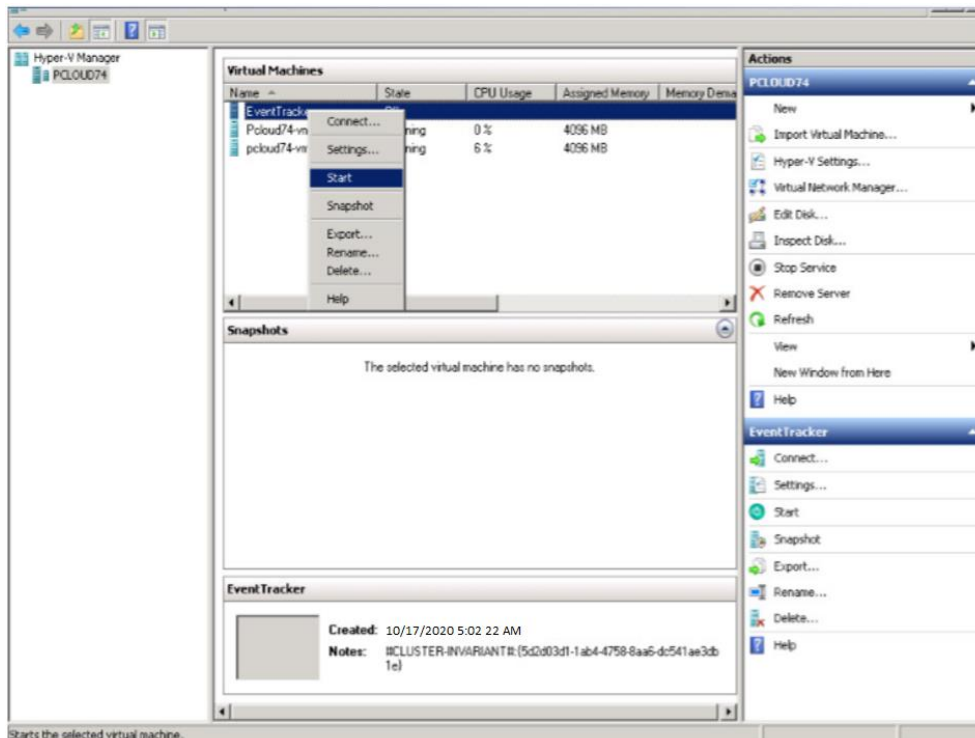 Hyper-V Manager
PCLOUD74
Virtual Machines
Name State CPU Usage Assigned Memory Memory Dema
EventTracke
Pcloud74-vn ning 0 % 4096 MB
pcloud74-vm ning 6 % 4096 MB
Connect...
Settings...
Start
Snapshot
Export...
Rename...
Delete...
Help
Snapshots
The selected virtual machine has no snapshots.
EventTracker
Created: 10/17/2020 5:02 22 AM
Notes: #CLUSTER-INVARIANT#:{5d2d03d1-1ab4-4758-8aa6-dc541ae3db
1e}
Actions
PCLOUD74
New
Import Virtual Machine...
Hyper-V Settings...
Virtual Network Manager...
Edit Disk...
Inspect Disk...
Stop Service
Remove Server
Refresh
View
New Window from Here
Help
EventTracker
Connect...
Settings...
Start
Snapshot
Export...
Rename...
Delete...
Help
Starts the selected virtual machine.